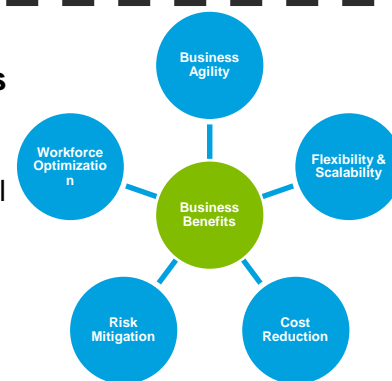 Business
Agility
s
Workforce
Optimizatio
n
Flexibility &
Scalability
l
Business
Benefits
Risk
Mitigation
Cost
Reduction